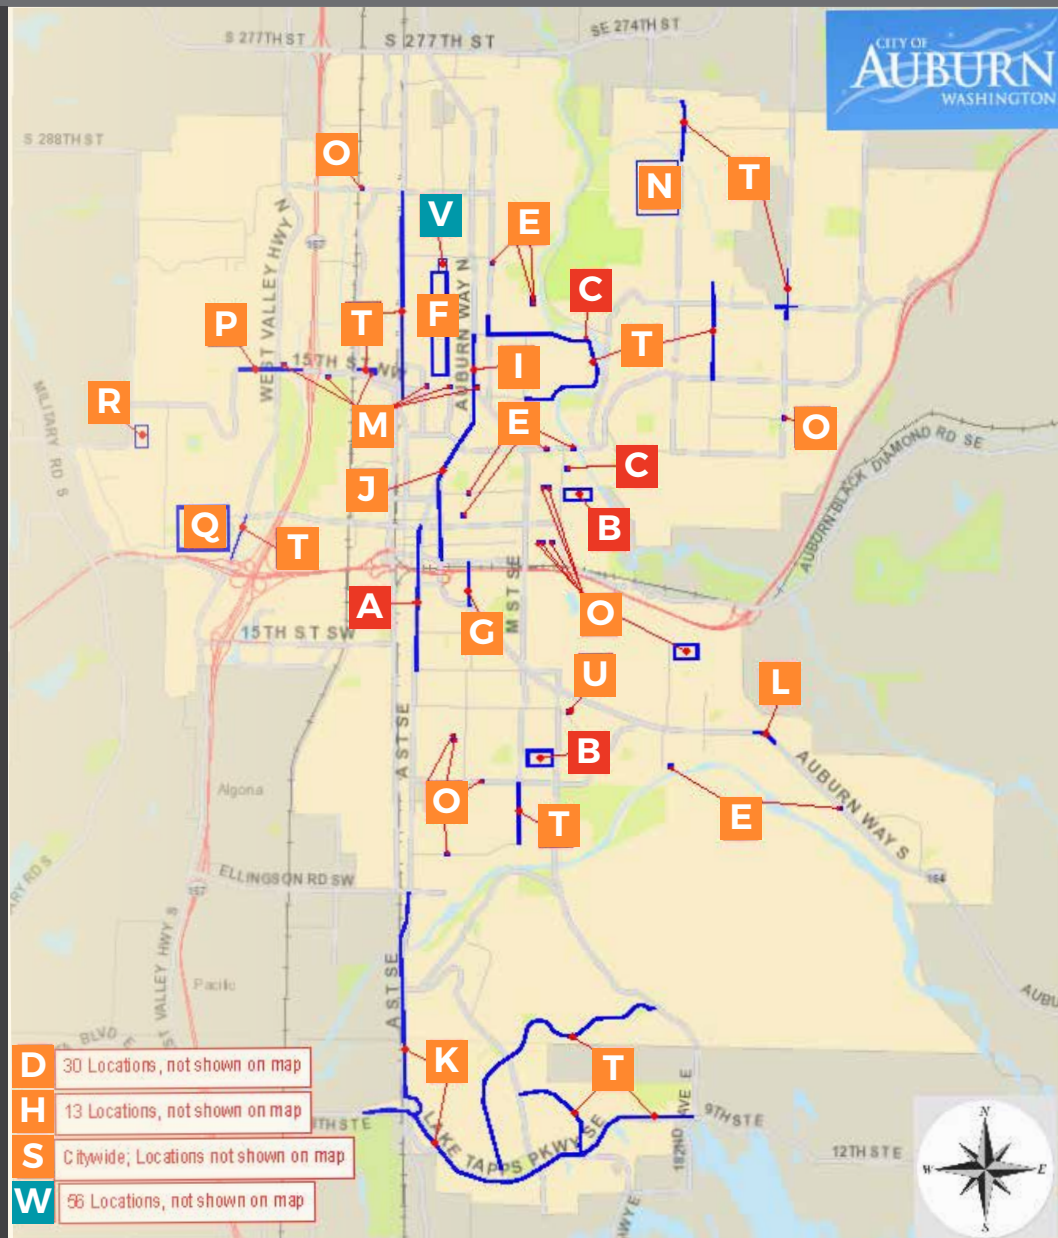 S 277TH ST
S 277TH ST
SE 274TH ST
CITY OF
AUBURN
WASHINGTON
S 288TH ST
O
N
T
V
E
167
WEST VALLEY HWY N
AUBURN WAY N
C
P
T
F
T
15TH ST NW
I
R
M
E
O
MILITARY RD S
C
AUBURN-BLACK DIAMOND RD SE
J
B
Q
T
A
M ST SE
O
G
15TH ST SW
U
L
A ST SE
B
AUBURN WAY S
Algona
O
T
E
ELLINGSON RD SW
167
164
VALLEY HWY S
A ST SE
Pacific
BLVD E
K
T
D
30 Locations, not shown on map
H
13 Locations, not shown on map
S
Citywide; Locations not shown on map
W
56 Locations, not shown on map
LAKE TAPPS PKWY SE
182ND AVE E
9TH ST E
12TH ST E
N
W
E
S